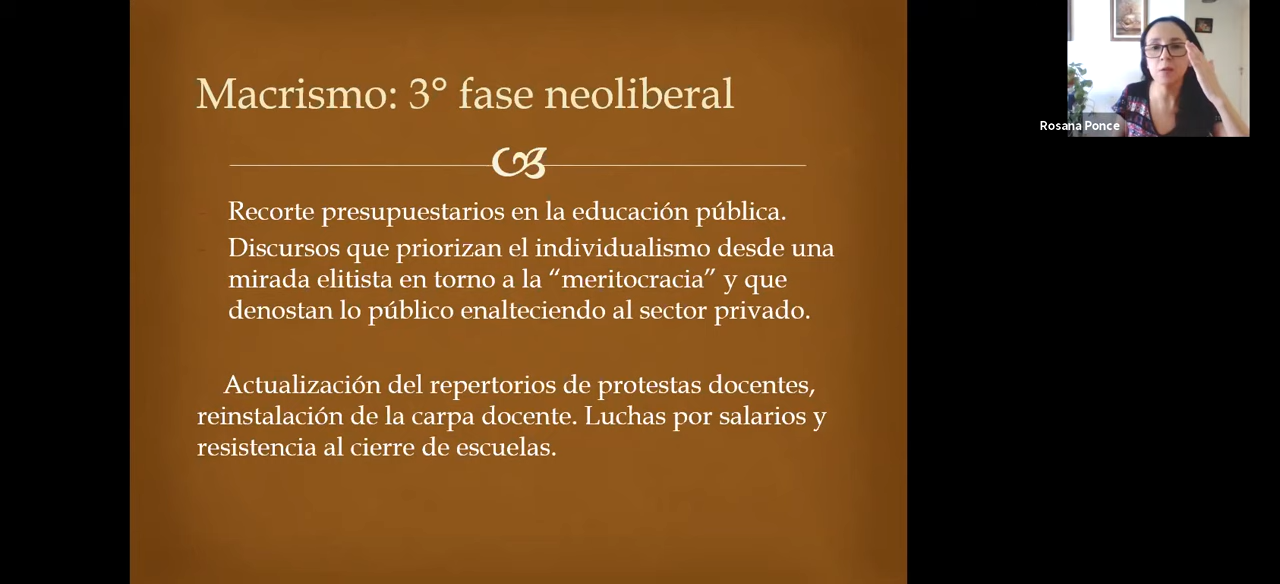 Macrismo: 3° fase neoliberal
- Recorte presupuestarios en la educación pública.
- Discursos que priorizan el individualismo desde una
mirada elitista en torno a la “meritocracia” y que
denostan lo público enalteciendo al sector privado.
Actualización del repertorios de protestas docentes,
reinstalación de la carpa docente. Luchas por salarios y
resistencia al cierre de escuelas.
Rosana Ponce